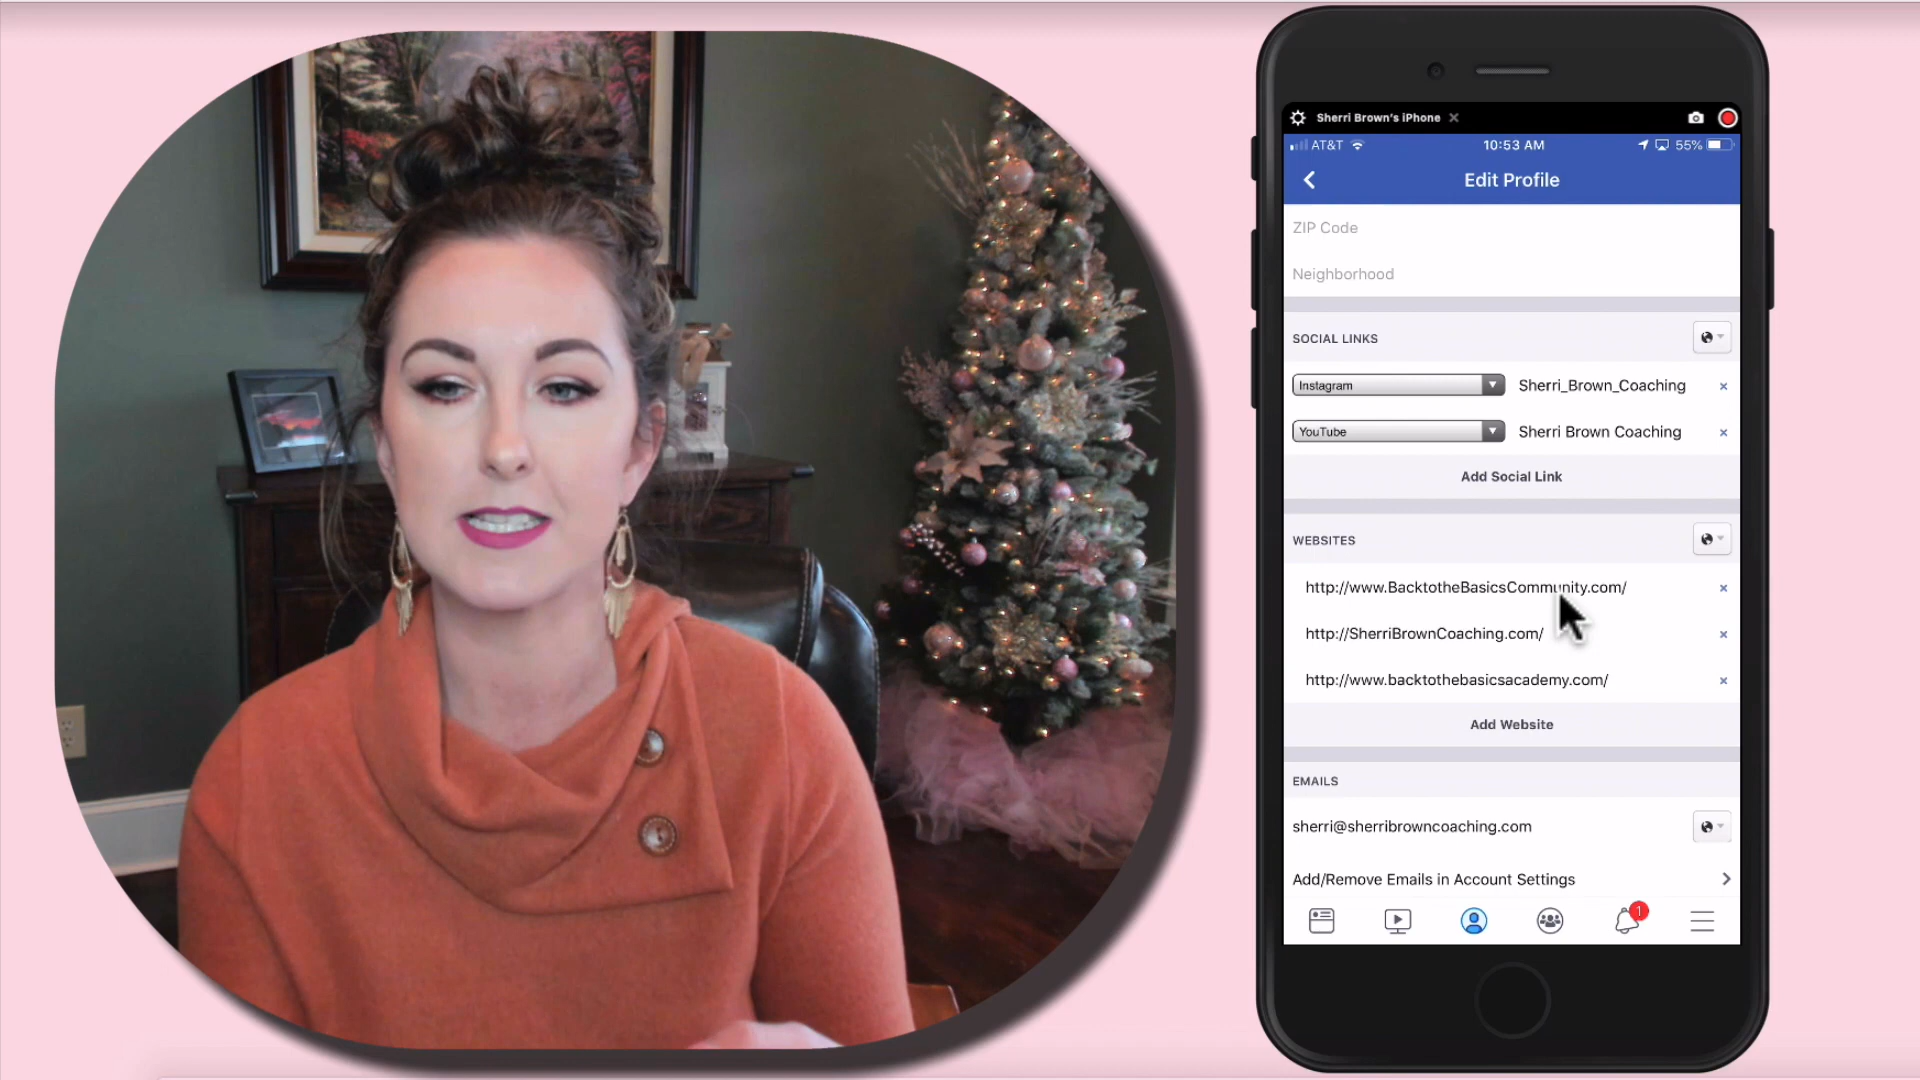 Sherri Brown's iPhone
AT&T 10:53 AM 55%
Edit Profile
ZIP Code
Neighborhood
SOCIAL LINKS
Instagram Sherri_Brown_Coaching
YouTube Sherri Brown Coaching
Add Social Link
WEBSITES
http://www.BacktotheBasicsCommunity.com/
http://SherriBrownCoaching.com/
http://www.backtothebasicsacademy.com/
Add Website
EMAILS
sherri@sherribrowncoaching.com
Add/Remove Emails in Account Settings
1